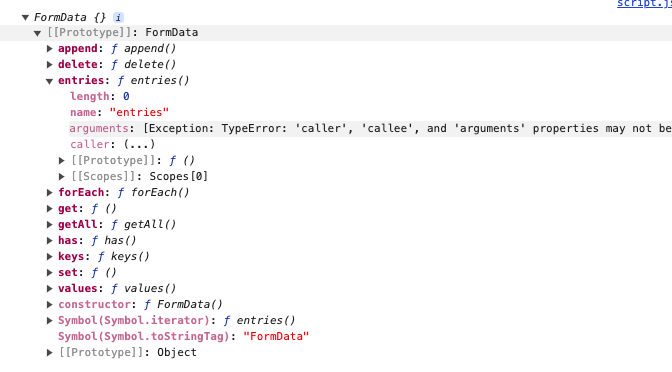 script.js
▼ FormData {} i
▼ [[Prototype]]: FormData
▶ append: ƒ append()
▶ delete: ƒ delete()
▼ entries: ƒ entries()
length: 0
name: "entries"
arguments: [Exception: TypeError: 'caller', 'callee', and 'arguments' properties may not be
caller: (...)
▶ [[Prototype]]: ƒ ()
▶ [[Scopes]]: Scopes[0]
▶ forEach: ƒ forEach()
▶ get: ƒ ()
▶ getAll: ƒ getAll()
▶ has: ƒ has()
▶ keys: ƒ keys()
▶ set: ƒ ()
▶ values: ƒ values()
▶ constructor: ƒ FormData()
▶ Symbol(Symbol.iterator): ƒ entries()
Symbol(Symbol.toStringTag): "FormData"
▶ [[Prototype]]: Object